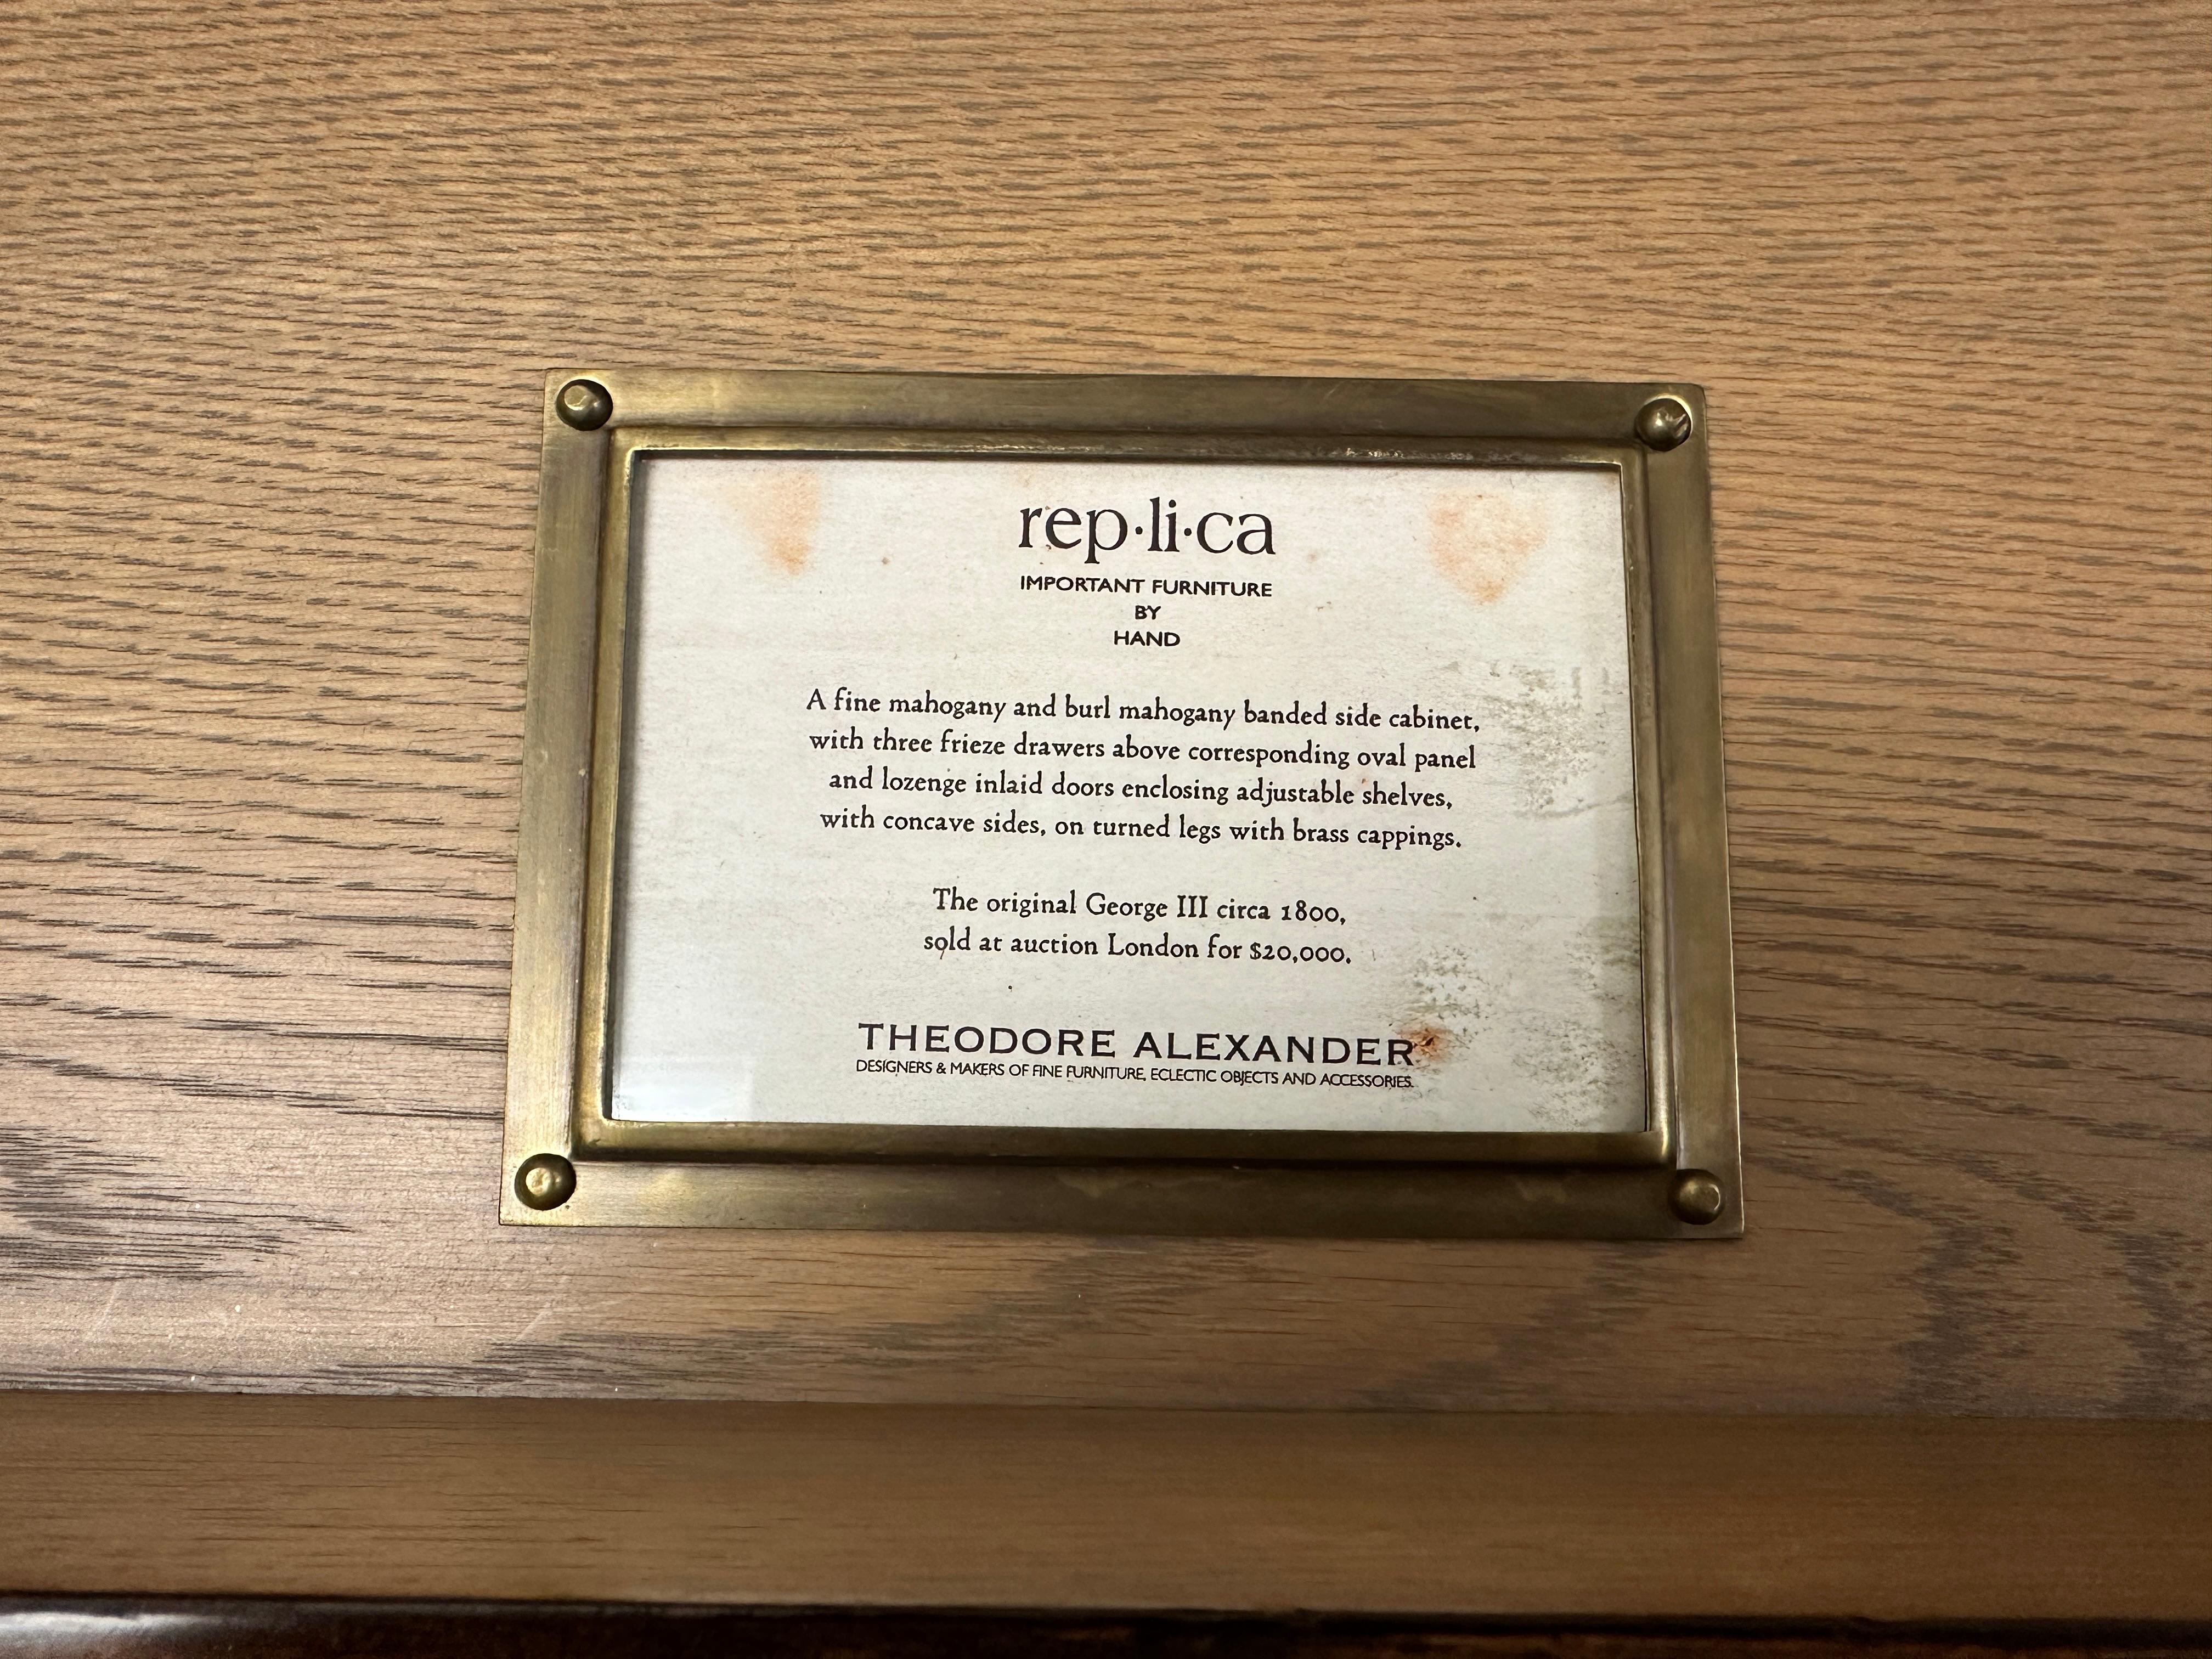 rep·li·ca
IMPORTANT FURNITURE
BY
HAND
A fine mahogany and burl mahogany banded side cabinet,
with three frieze drawers above corresponding oval panel
and lozenge inlaid doors enclosing adjustable shelves,
with concave sides, on turned legs with brass cappings.
The original George III circa 1800,
sold at auction London for $20,000.
THEODORE ALEXANDER
DESIGNERS & MAKERS OF FINE FURNITURE, ECLECTIC OBJECTS AND ACCESSORIES.